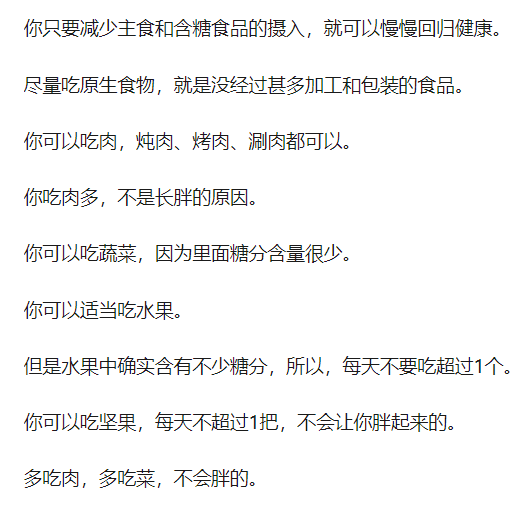 你只要减少主食和含糖食品的摄入，就可以慢慢回归健康。
尽量吃原生食物，就是没经过甚多加工和包装的食品。
你可以吃肉，炖肉、烤肉、涮肉都可以。
你吃肉多，不是长胖的原因。
你可以吃蔬菜，因为里面糖分含量很少。
你可以适当吃水果。
但是水果中确实含有不少糖分，所以，每天不要吃超过1个。
你可以吃坚果，每天不超过1把，不会让你胖起来的。
多吃肉，多吃菜，不会胖的。